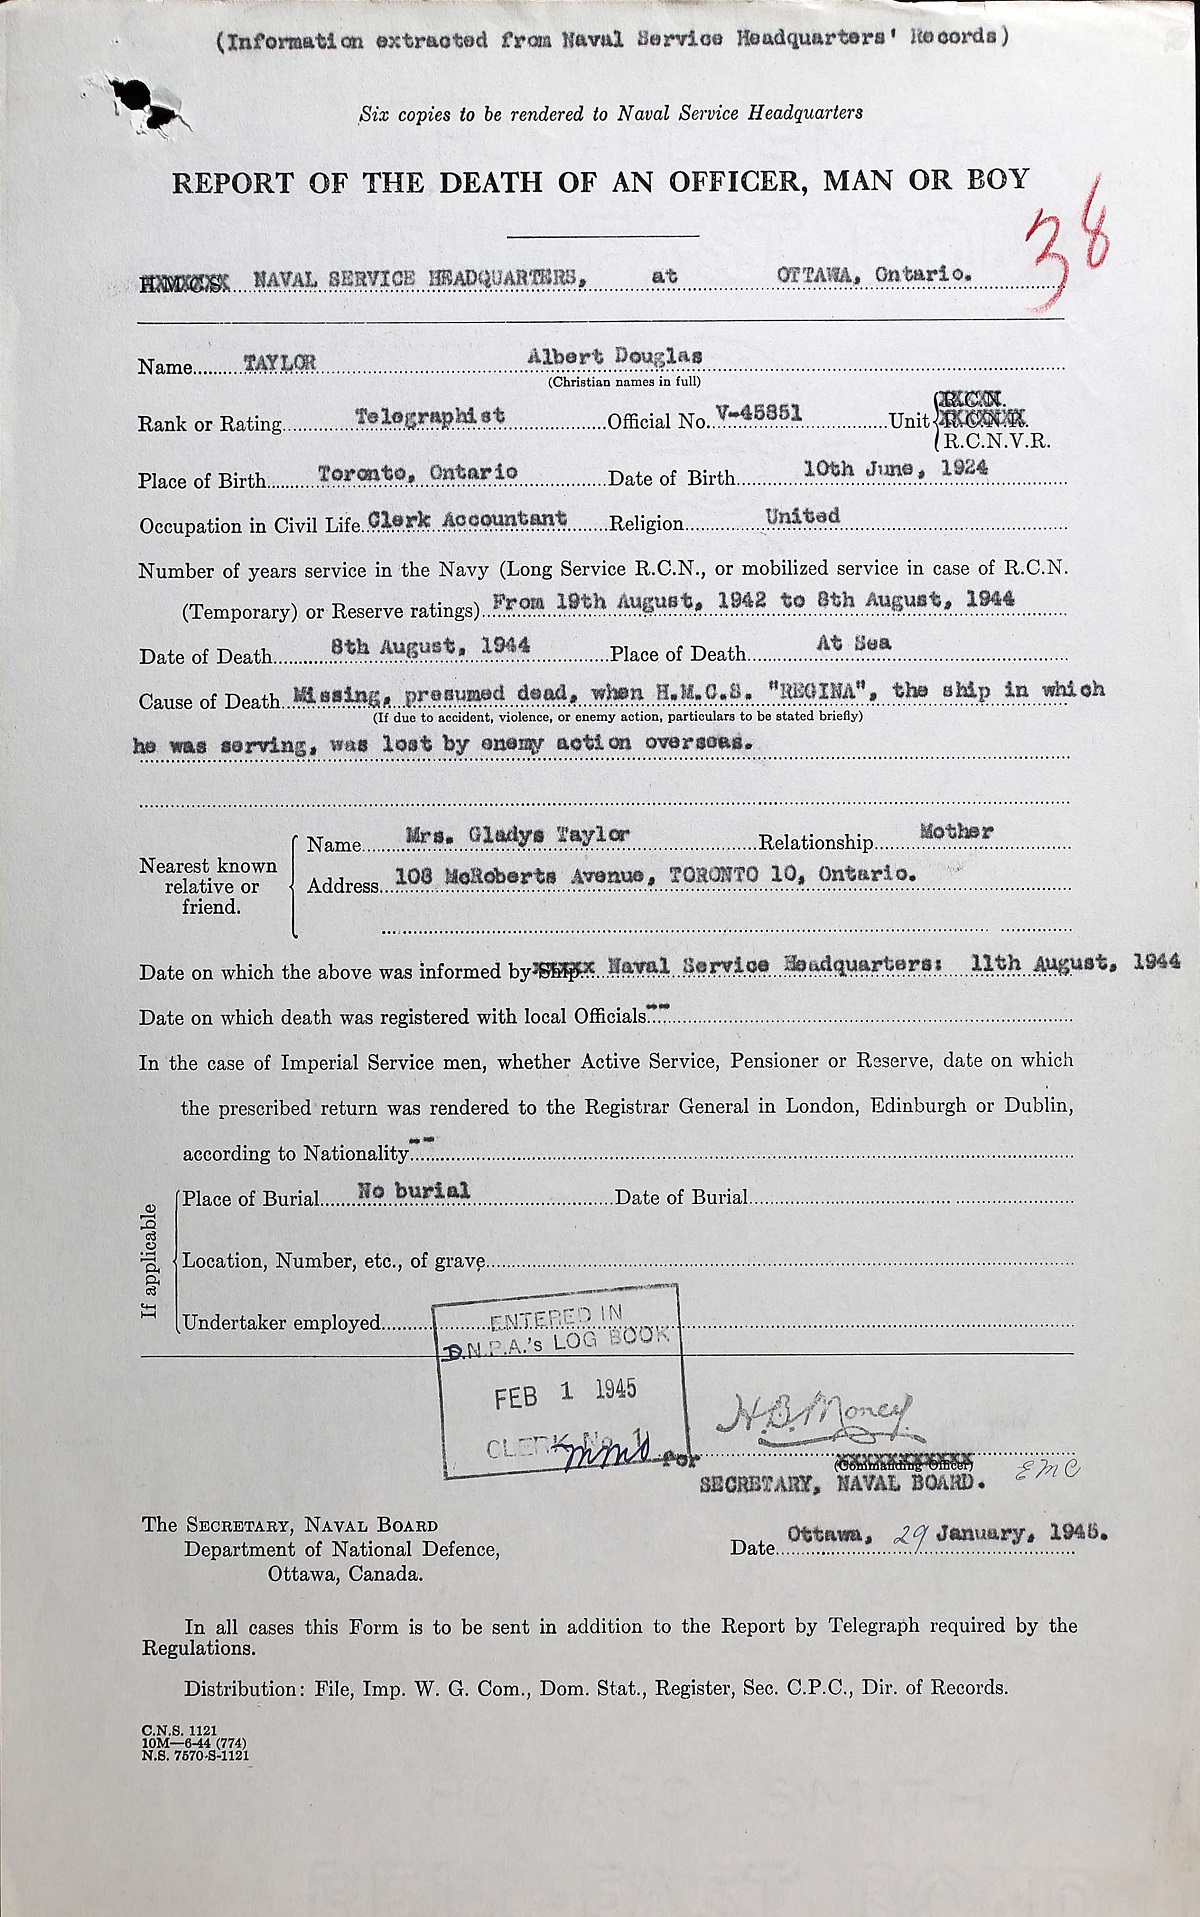 (Information extracted from Naval Service Headquarters' Records)
Six copies to be rendered to Naval Service Headquarters
REPORT OF THE DEATH OF AN OFFICER, MAN OR BOY
38
H.M.C.S. NAVAL SERVICE HEADQUARTERS, at OTTAWA, Ontario.
Name TAYLOR Albert Douglas
(Christian names in full)
Rank or Rating Telegraphist Official No. V-45851 Unit R.C.N. R.C.N.R. R.C.N.V.R.
Place of Birth Toronto, Ontario Date of Birth 10th June, 1924
Occupation in Civil Life Clerk Accountant Religion United
Number of years service in the Navy (Long Service R.C.N., or mobilized service in case of R.C.N.
(Temporary) or Reserve ratings) From 19th August, 1942 to 8th August, 1944
Date of Death 8th August, 1944 Place of Death At Sea
Cause of Death Missing, presumed dead, when H.M.C.S. "REGINA", the ship in which
(If due to accident, violence, or enemy action, particulars to be stated briefly)
he was serving, was lost by enemy action overseas.
Nearest known relative or friend.
Name Mrs. Gladys Taylor Relationship Mother
Address 108 McRoberts Avenue, TORONTO 10, Ontario.
Date on which the above was informed by Ship Naval Service Headquarters: 11th August, 1944
Date on which death was registered with local Officials --
In the case of Imperial Service men, whether Active Service, Pensioner or Reserve, date on which
the prescribed return was rendered to the Registrar General in London, Edinburgh or Dublin,
according to Nationality --
If applicable
Place of Burial No burial Date of Burial
Location, Number, etc., of grave
Undertaker employed
ENTERED IN
D.N.P.A.'s LOG BOOK
FEB 1 1945
CLERK No. 1
H.B. Money
for
(Commanding Officer)
SECRETARY, NAVAL BOARD. EMC
The SECRETARY, NAVAL BOARD
Department of National Defence,
Ottawa, Canada.
Date Ottawa, 29 January, 1945.
In all cases this Form is to be sent in addition to the Report by Telegraph required by the
Regulations.
Distribution: File, Imp. W. G. Com., Dom. Stat., Register, Sec. C.P.C., Dir. of Records.
C.N.S. 1121
10M—6-44 (774)
N.S. 7570-S-1121